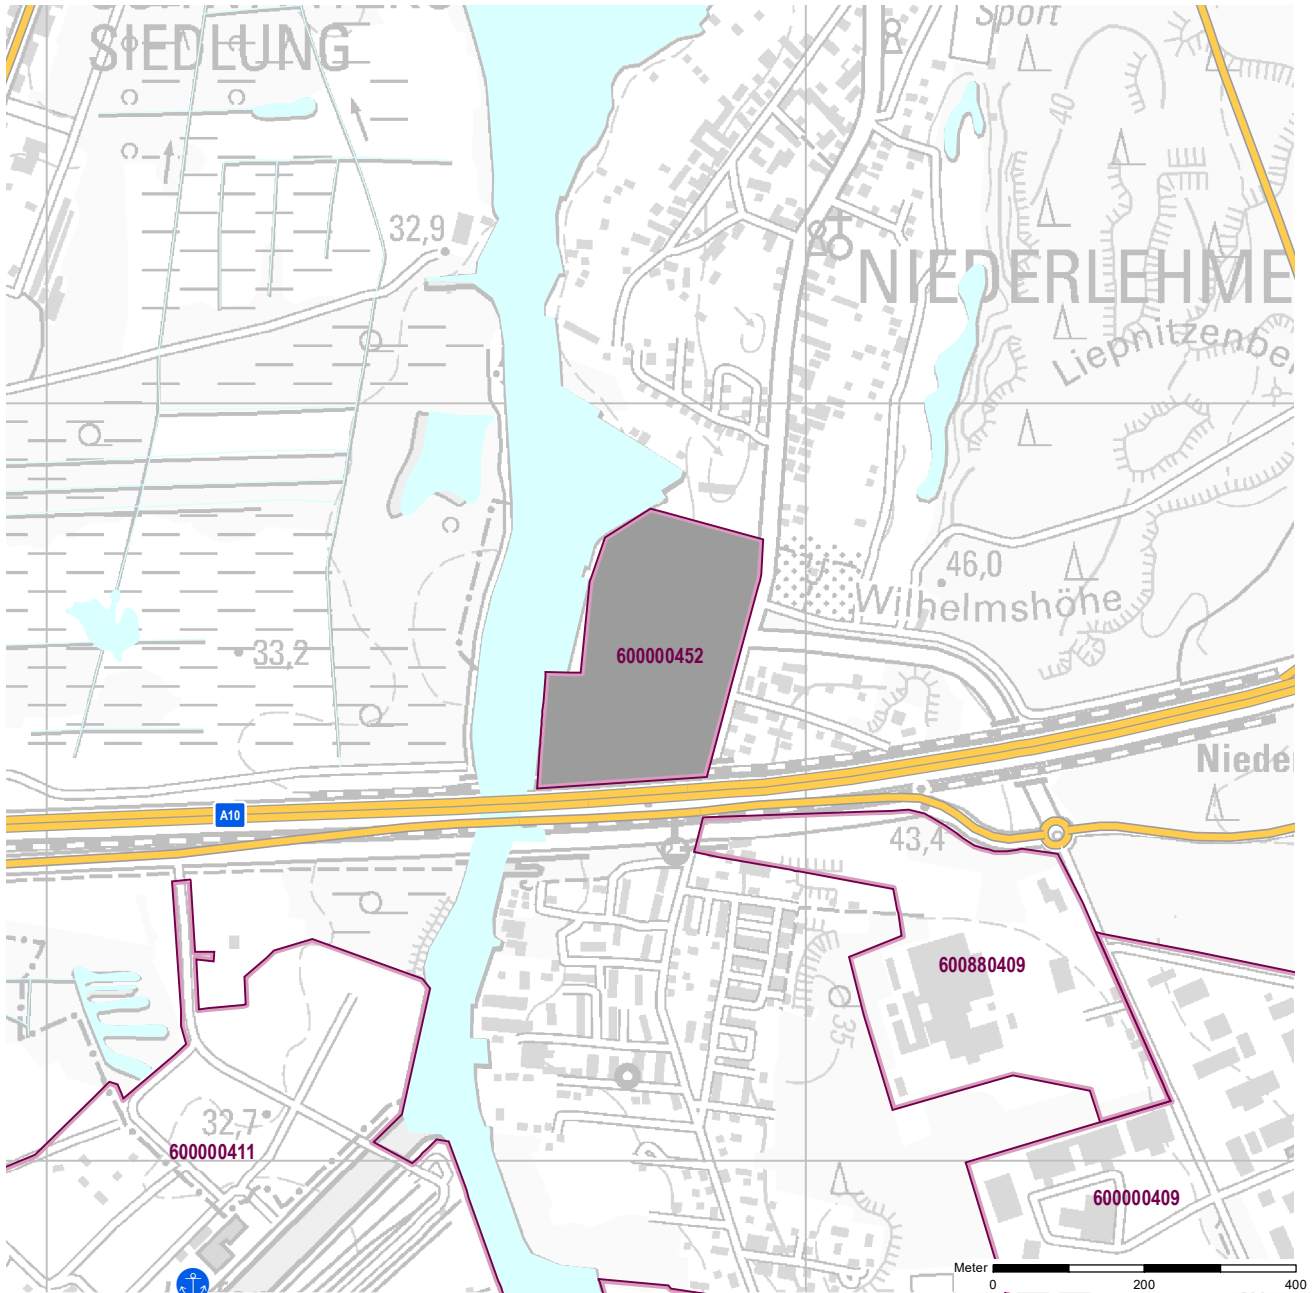 SIEDLUNG
Sport
40
32,9
NIEDERLEHME
Liepnitzenbe
46,0
Wilhelmshöhe
33,2
600000452
Nieder
A10
43,4
600880409
35
32,7
600000411
600000409
Meter
0
200
400